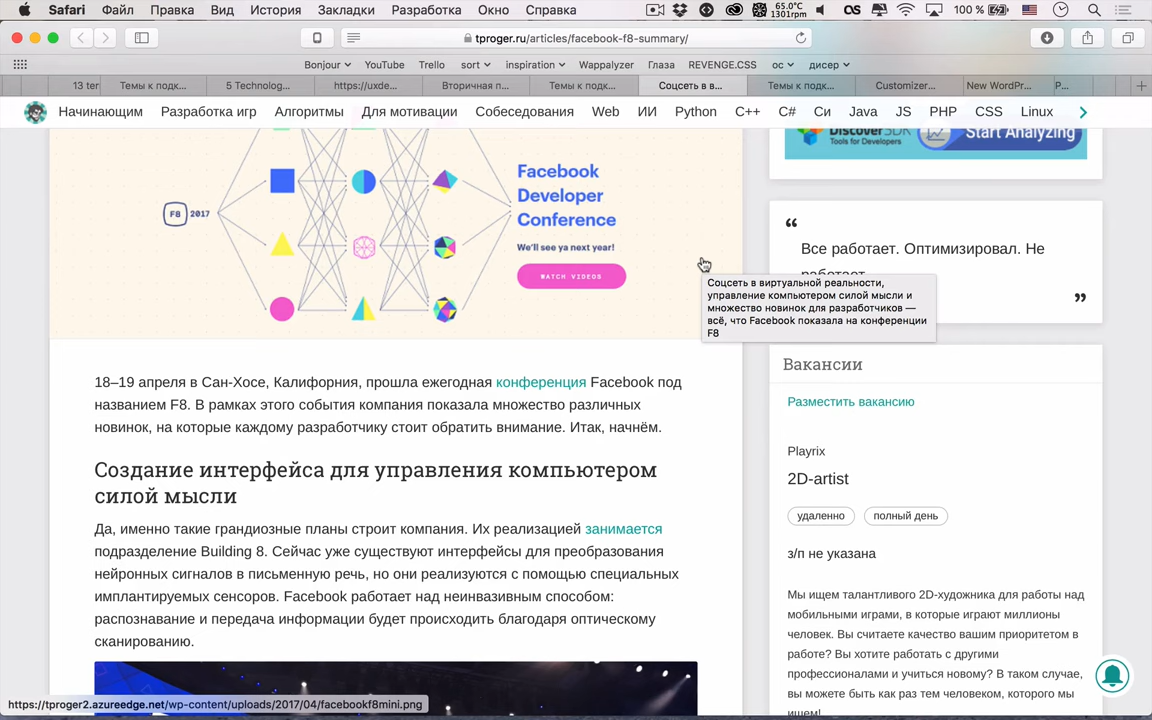 Safari Файл Правка Вид История Закладки Разработка Окно Справка
65.0°C
1301rpm
100 %
tproger.ru/articles/facebook-f8-summary/
Bonjour YouTube Trello sort inspiration Wappalyzer Глаза REVENGE.CSS ос дисер
13 тег Темы к подк... 5 Technolog... https://uxde... Вторичная п... Темы к подк... Соцсеть в в... Темы к подк... Customizer... New WordPr... P...
Начинающим Разработка игр Алгоритмы Для мотивации Собеседования Web ИИ Python C++ C# Си Java JS PHP CSS Linux
DiscoverSDK
Tools for Developers
Start Analyzing
Facebook
Developer
Conference
F8 2017
We'll see ya next year!
WATCH VIDEOS
“
Все работает. Оптимизировал. Не
работает.
”
Соцсеть в виртуальной реальности,
управление компьютером силой мысли и
множество новинок для разработчиков —
всё, что Facebook показала на конференции
F8
18–19 апреля в Сан-Хосе, Калифорния, прошла ежегодная конференция Facebook под
названием F8. В рамках этого события компания показала множество различных
новинок, на которые каждому разработчику стоит обратить внимание. Итак, начнём.
Создание интерфейса для управления компьютером
силой мысли
Да, именно такие грандиозные планы строит компания. Их реализацией занимается
подразделение Building 8. Сейчас уже существуют интерфейсы для преобразования
нейронных сигналов в письменную речь, но они реализуются с помощью специальных
имплантируемых сенсоров. Facebook работает над неинвазивным способом:
распознавание и передача информации будет происходить благодаря оптическому
сканированию.
Вакансии
Разместить вакансию
Playrix
2D-artist
удаленно полный день
з/п не указана
Мы ищем талантливого 2D-художника для работы над
мобильными играми, в которые играют миллионы
человек. Вы считаете качество вашим приоритетом в
работе? Вы хотите работать с другими
профессионалами и учиться новому? В таком случае,
вы можете быть как раз тем человеком, которого мы
ищем!
https://tproger2.azureedge.net/wp-content/uploads/2017/04/facebookf8mini.png